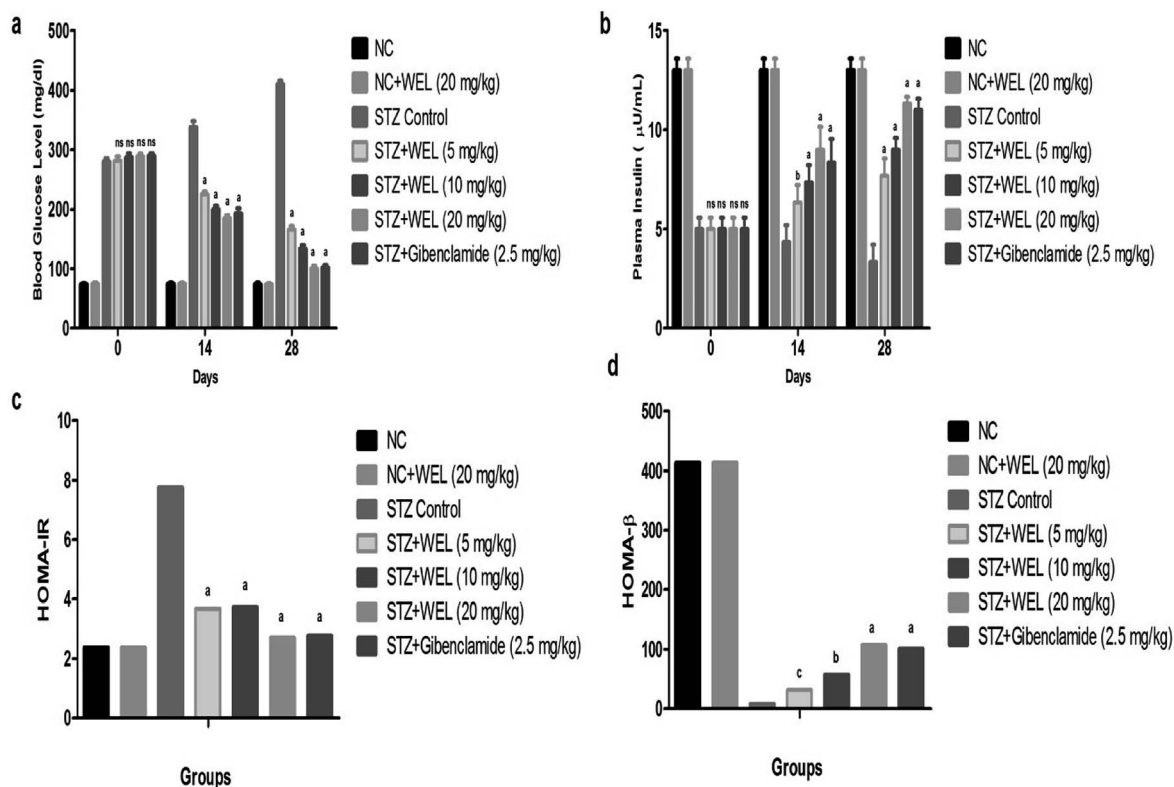 a
Blood Glucose Level (mg/dl)
500
400
300
200
100
0
ns ns ns ns
a
a
a
a
a
a
a a
0
14
28
Days
NC
NC+WEL (20 mg/kg)
STZ Control
STZ+WEL (5 mg/kg)
STZ+WEL (10 mg/kg)
STZ+WEL (20 mg/kg)
STZ+Gibenclamide (2.5 mg/kg)
b
Plasma Insulin ( μU/mL)
15
10
5
0
ns ns ns ns
b
a
a
a
a
a
a a
0
14
28
Days
NC
NC+WEL (20 mg/kg)
STZ Control
STZ+WEL (5 mg/kg)
STZ+WEL (10 mg/kg)
STZ+WEL (20 mg/kg)
STZ+Gibenclamide (2.5 mg/kg)
c
HOMA-IR
10
8
6
4
2
0
a a
a a
Groups
NC
NC+WEL (20 mg/kg)
STZ Control
STZ+WEL (5 mg/kg)
STZ+WEL (10 mg/kg)
STZ+WEL (20 mg/kg)
STZ+Gibenclamide (2.5 mg/kg)
d
HOMA-β
500
400
300
200
100
0
c
b
a a
Groups
NC
NC+WEL (20 mg/kg)
STZ Control
STZ+WEL (5 mg/kg)
STZ+WEL (10 mg/kg)
STZ+WEL (20 mg/kg)
STZ+Gibenclamide (2.5 mg/kg)